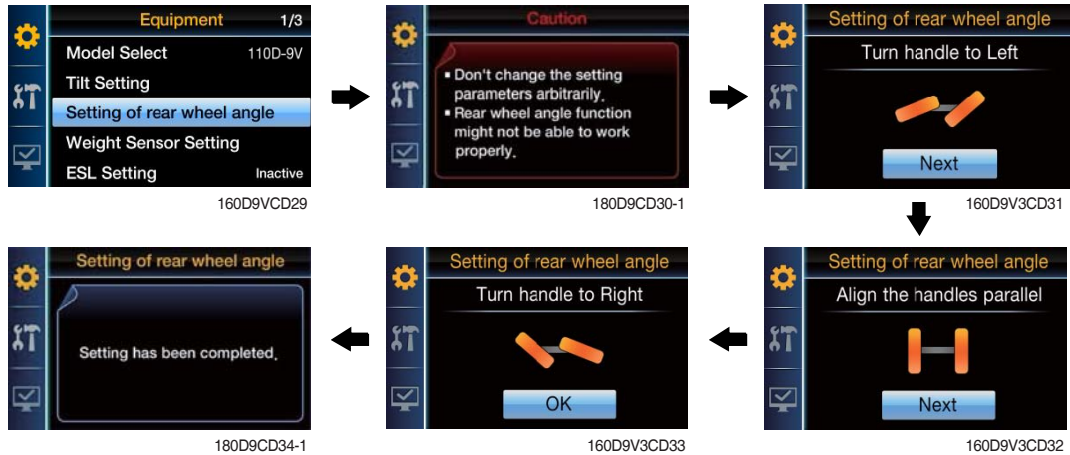 Equipment 1/3
Model Select 110D-9V
Tilt Setting
Setting of rear wheel angle
Weight Sensor Setting
ESL Setting Inactive
160D9VCD29
Caution
▪ Don't change the setting
parameters arbitrarily.
▪ Rear wheel angle function
might not be able to work
properly.
180D9CD30-1
Setting of rear wheel angle
Turn handle to Left
Next
160D9V3CD31
Setting of rear wheel angle
Align the handles parallel
Next
160D9V3CD32
Setting of rear wheel angle
Turn handle to Right
OK
160D9V3CD33
Setting of rear wheel angle
Setting has been completed.
180D9CD34-1